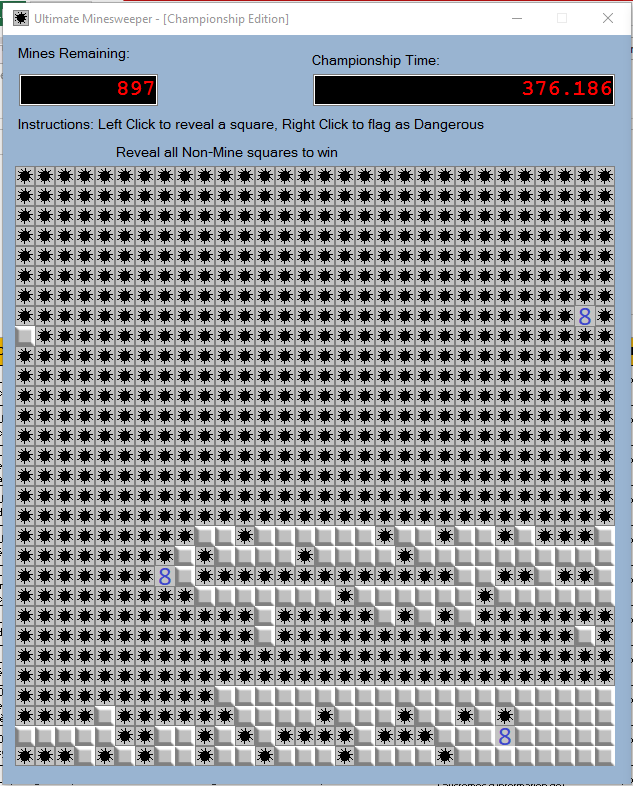 Ultimate Minesweeper - [Championship Edition]
Mines Remaining:
Championship Time:
897
376.186
Instructions: Left Click to reveal a square, Right Click to flag as Dangerous
Reveal all Non-Mine squares to win
8
8
8